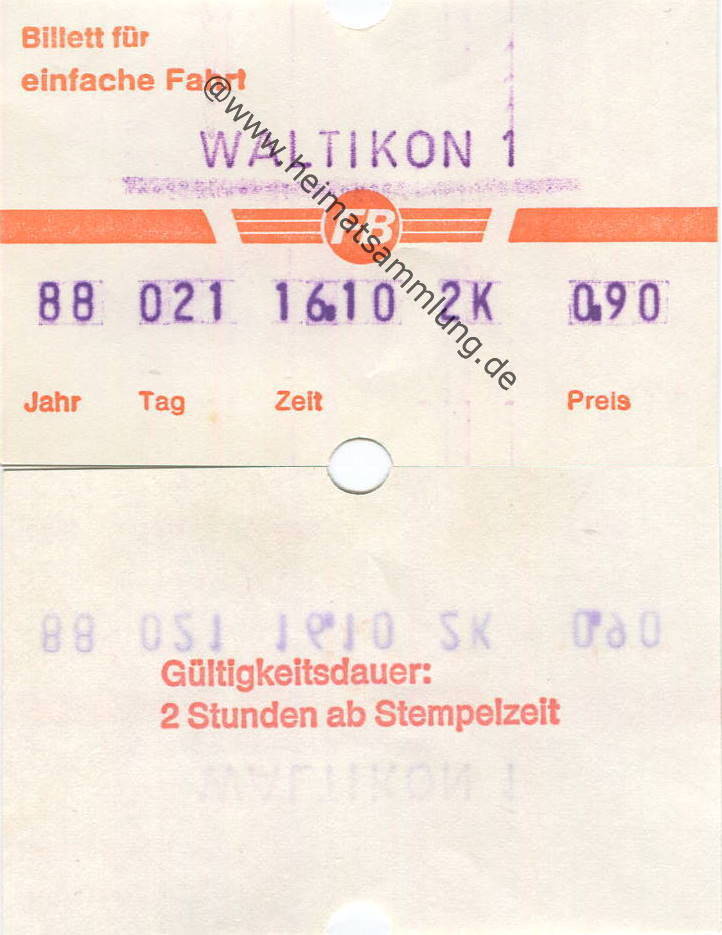 Billett für
einfache Fahrt
WALTIKON 1
FB
88 021 16.10 2K 0.90
Jahr Tag Zeit Preis
@www.heimatsammlung.de
Gültigkeitsdauer:
2 Stunden ab Stempelzeit